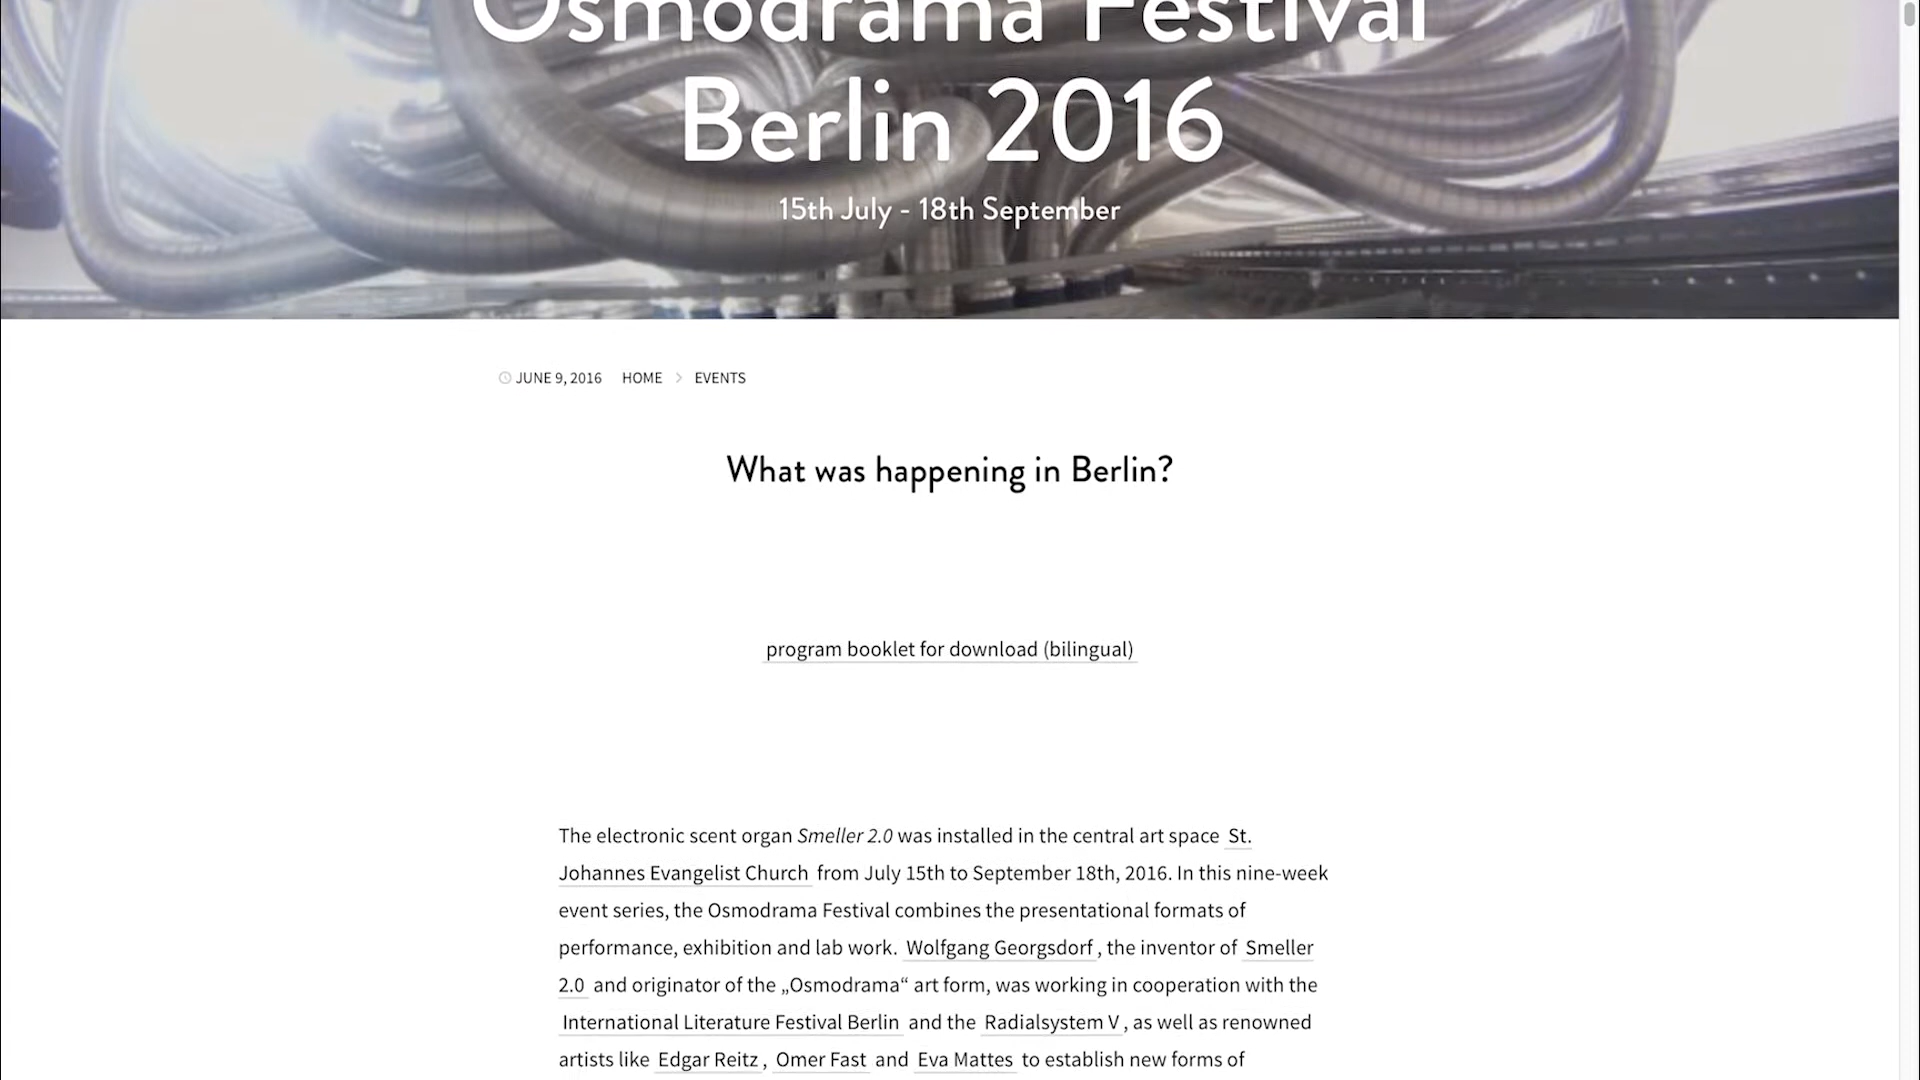 Osmodrama Festival
Berlin 2016
15th July - 18th September
JUNE 9, 2016 HOME > EVENTS
What was happening in Berlin?
program booklet for download (bilingual)
The electronic scent organ Smeller 2.0 was installed in the central art space St.
Johannes Evangelist Church from July 15th to September 18th, 2016. In this nine-week
event series, the Osmodrama Festival combines the presentational formats of
performance, exhibition and lab work. Wolfgang Georgsdorf, the inventor of Smeller
2.0 and originator of the „Osmodrama“ art form, was working in cooperation with the
International Literature Festival Berlin and the Radialsystem V, as well as renowned
artists like Edgar Reitz, Omer Fast and Eva Mattes to establish new forms of